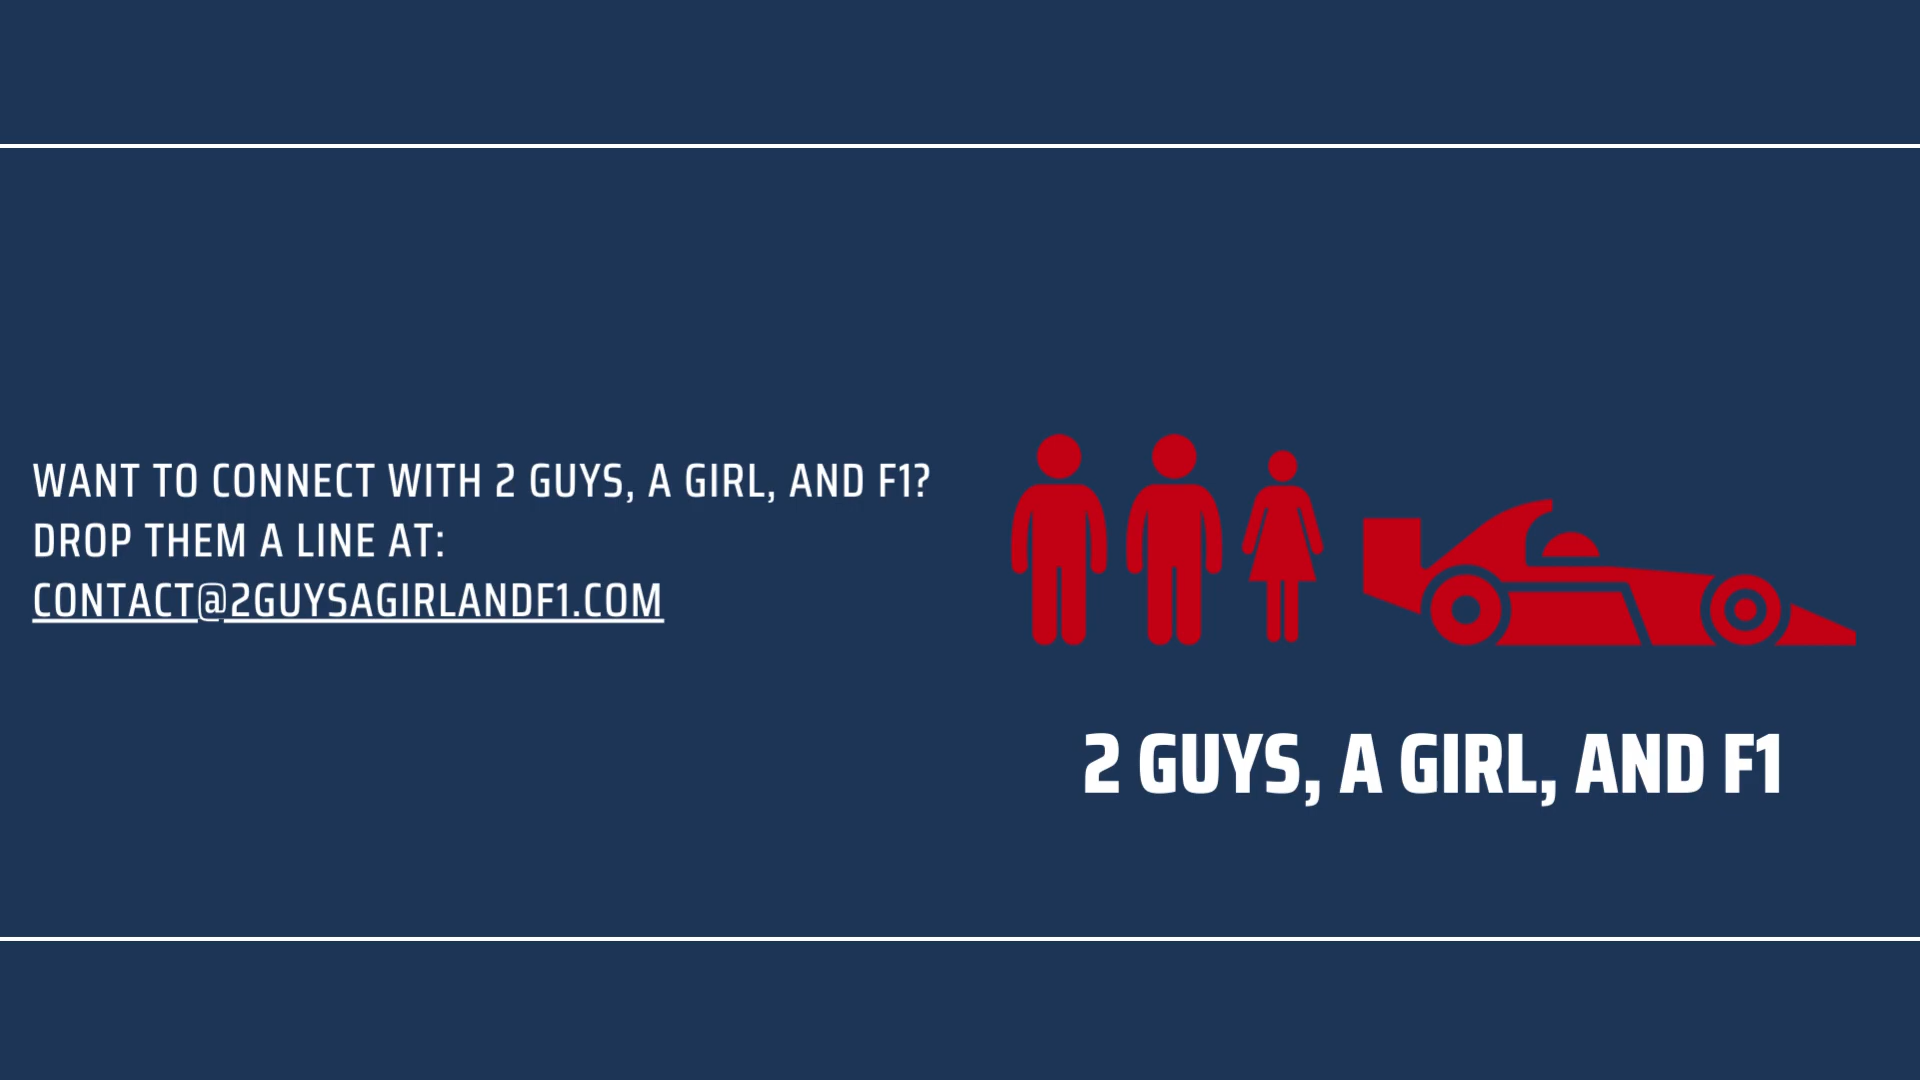 WANT TO CONNECT WITH 2 GUYS, A GIRL, AND F1?
DROP THEM A LINE AT:
CONTACT@2GUYSAGIRLANDF1.COM
2 GUYS, A GIRL, AND F1